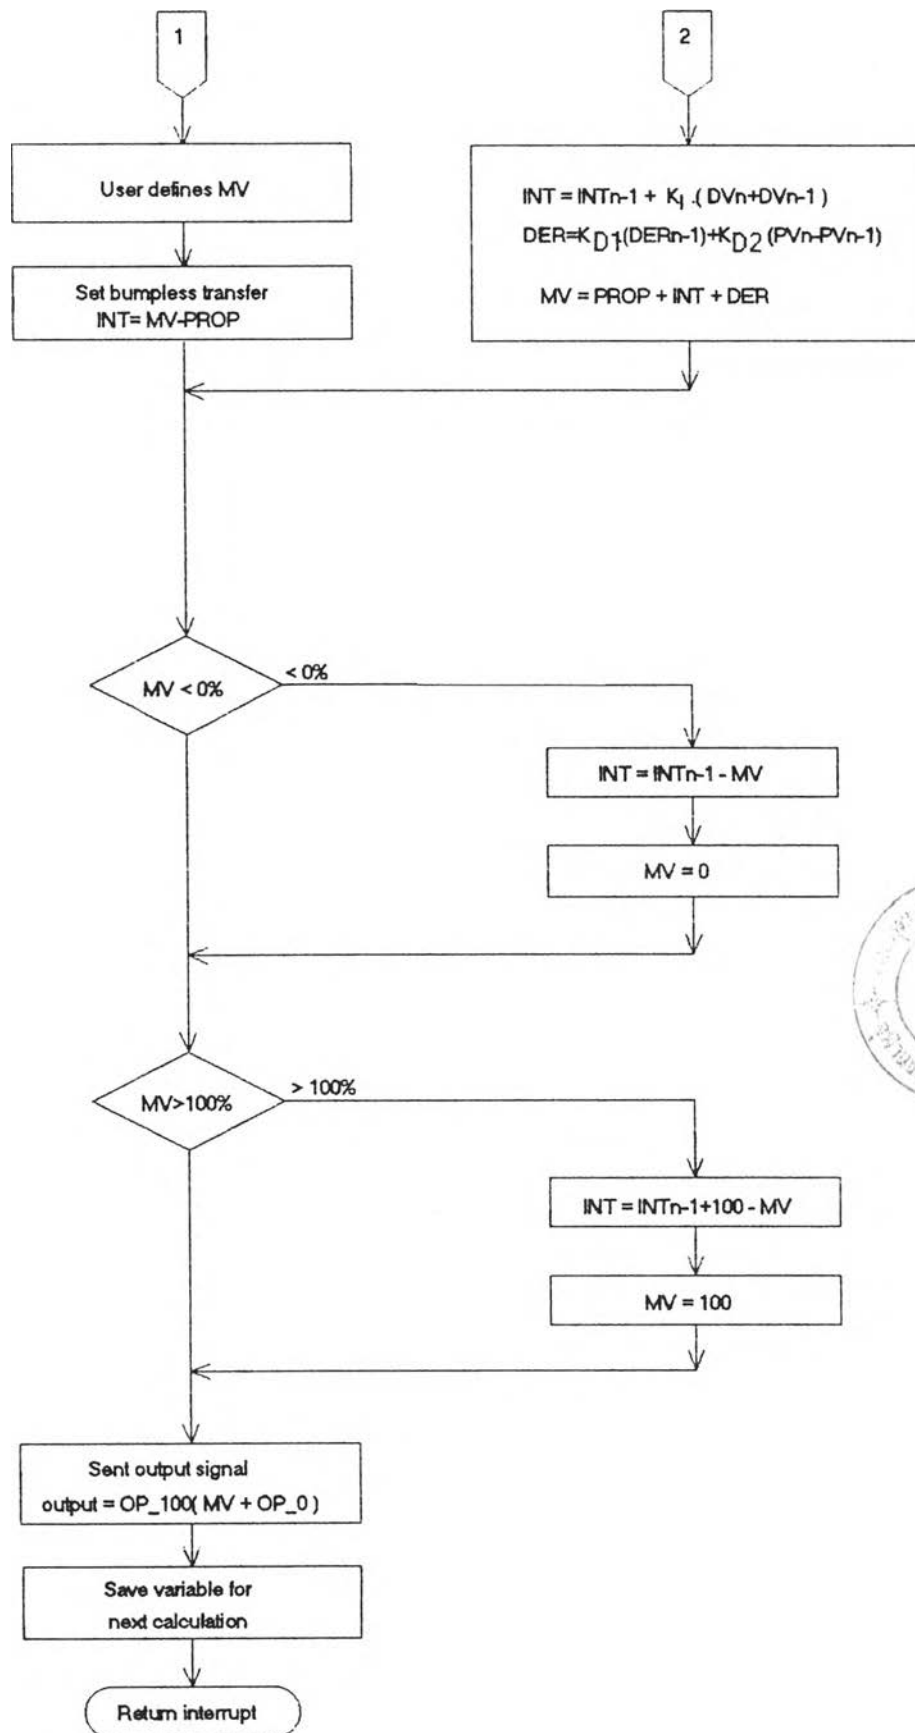 1
2
User defines MV
Set bumpless transfer
INT= MV-PROP
INT = INTn-1 + KI .( DVn+DVn-1 )
DER=KD1(DERn-1)+KD2 (PVn-PVn-1)
MV = PROP + INT + DER
MV < 0%
< 0%
INT = INTn-1 - MV
MV = 0
MV>100%
> 100%
INT = INTn-1+100 - MV
MV = 100
Sent output signal
output = OP_100( MV + OP_0 )
Save variable for
next calculation
Return interrupt